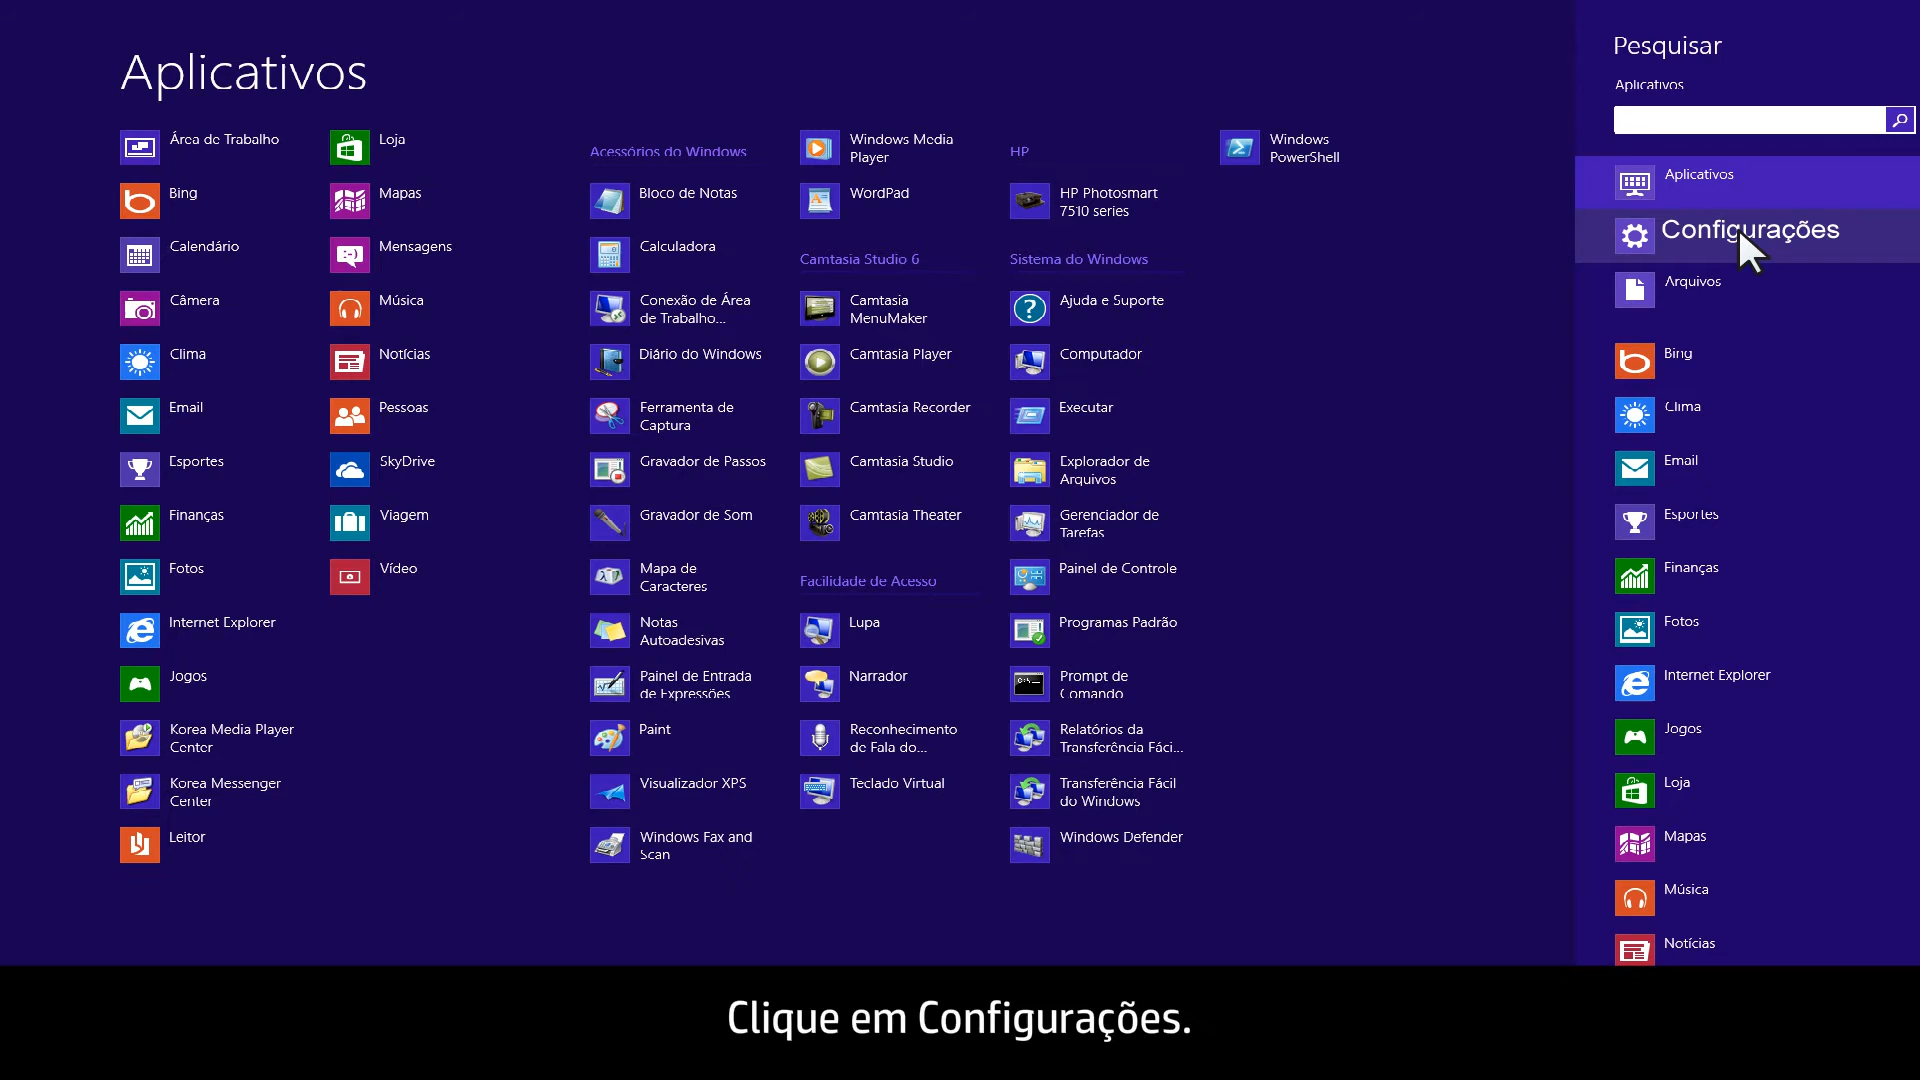 Aplicativos
Área de Trabalho
Bing
Calendário
Câmera
Clima
Email
Esportes
Finanças
Fotos
Internet Explorer
Jogos
Korea Media Player
Center
Korea Messenger
Center
Leitor
Loja
Mapas
Mensagens
Música
Notícias
Pessoas
SkyDrive
Viagem
Vídeo
Acessórios do Windows
Bloco de Notas
Calculadora
Conexão de Área
de Trabalho...
Diário do Windows
Ferramenta de
Captura
Gravador de Passos
Gravador de Som
Mapa de
Caracteres
Notas
Autoadesivas
Painel de Entrada
de Expressões
Paint
Visualizador XPS
Windows Fax and
Scan
Windows Media
Player
WordPad
Camtasia Studio 6
Camtasia
MenuMaker
Camtasia Player
Camtasia Recorder
Camtasia Studio
Camtasia Theater
Facilidade de Acesso
Lupa
Narrador
Reconhecimento
de Fala do...
Teclado Virtual
HP
HP Photosmart
7510 series
Sistema do Windows
Ajuda e Suporte
Computador
Executar
Explorador de
Arquivos
Gerenciador de
Tarefas
Painel de Controle
Programas Padrão
Prompt de
Comando
Relatórios da
Transferência Fáci...
Transferência Fácil
do Windows
Windows Defender
Windows
PowerShell
Pesquisar
Aplicativos
Aplicativos
Configurações
Arquivos
Bing
Clima
Email
Esportes
Finanças
Fotos
Internet Explorer
Jogos
Loja
Mapas
Música
Notícias
Clique em Configurações.